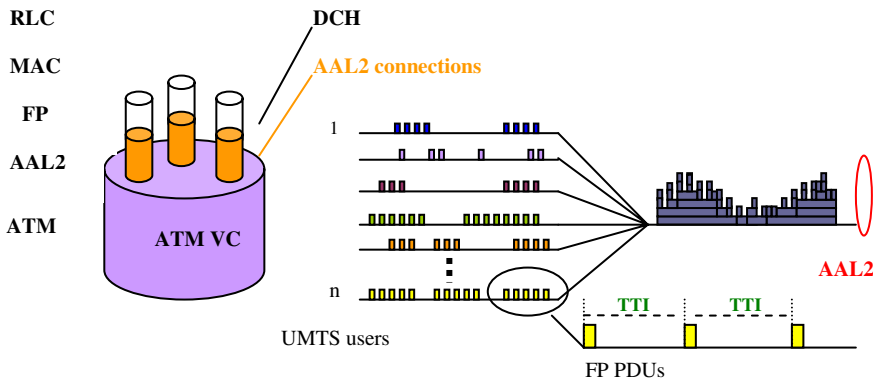 RLC
MAC
FP
AAL2
ATM
DCH
AAL2 connections
ATM VC
1
n
UMTS users
AAL2
TTI TTI
FP PDUs